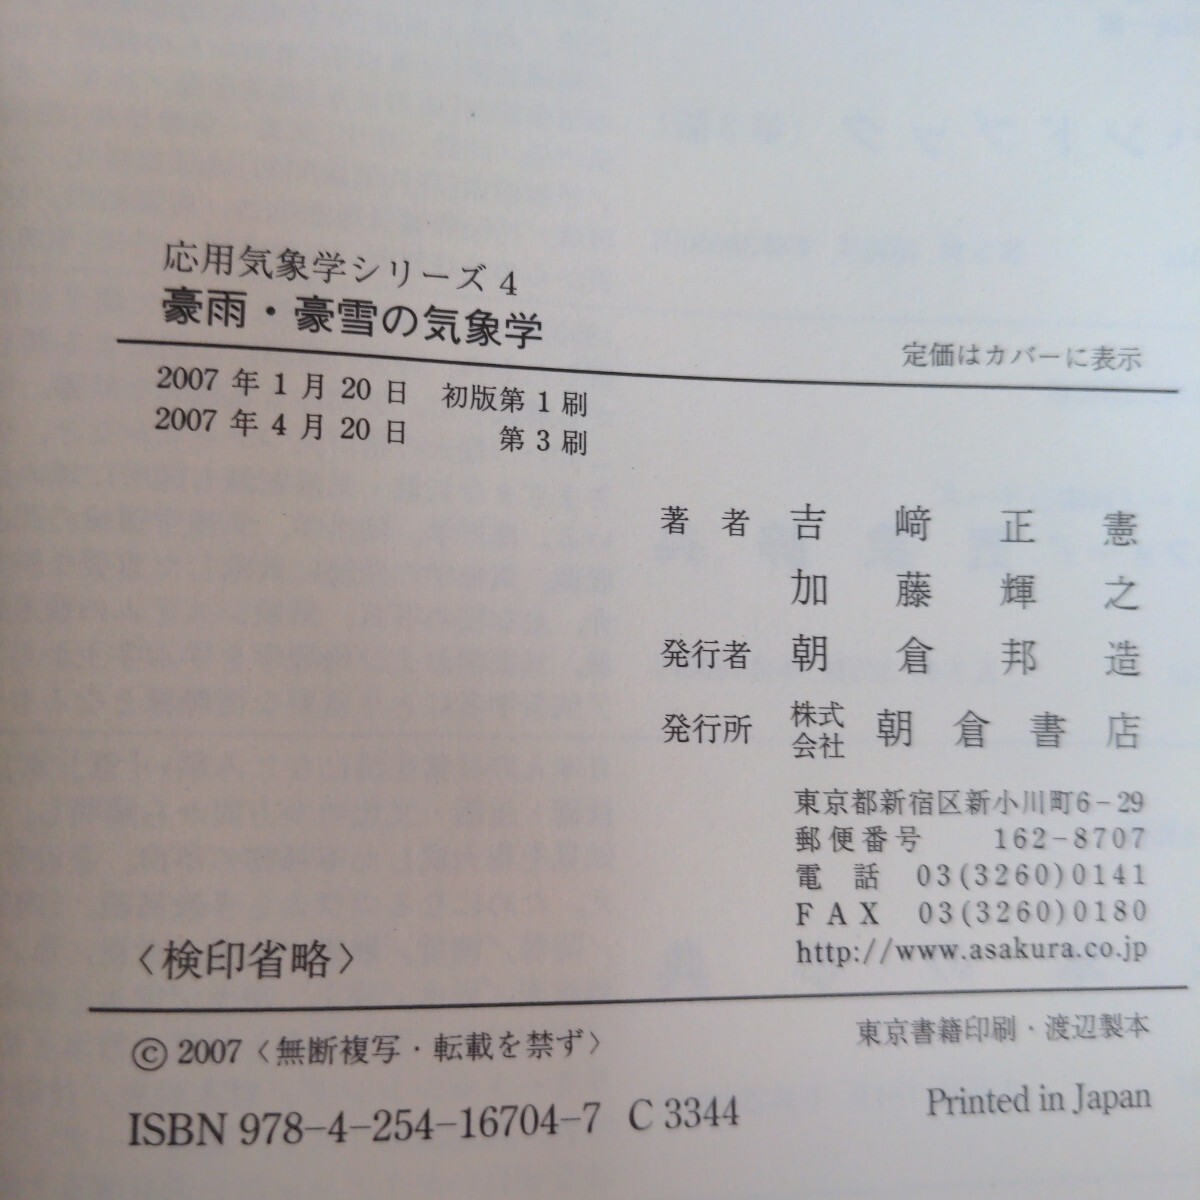 応用気象学シリーズ 4
豪雨・豪雪の気象学
定価はカバーに表示
2007 年 1 月 20 日 初版第 1 刷
2007 年 4 月 20 日 第 3 刷
著者 吉﨑正憲
加藤輝之
発行者 朝倉邦造
発行所 株式会社 朝倉書店
東京都新宿区新小川町6-29
郵便番号 162-8707
電話 03(3260)0141
FAX 03(3260)0180
http://www.asakura.co.jp
〈検印省略〉
© 2007 〈無断複写・転載を禁ず〉
東京書籍印刷・渡辺製本
ISBN 978-4-254-16704-7 C 3344
Printed in Japan